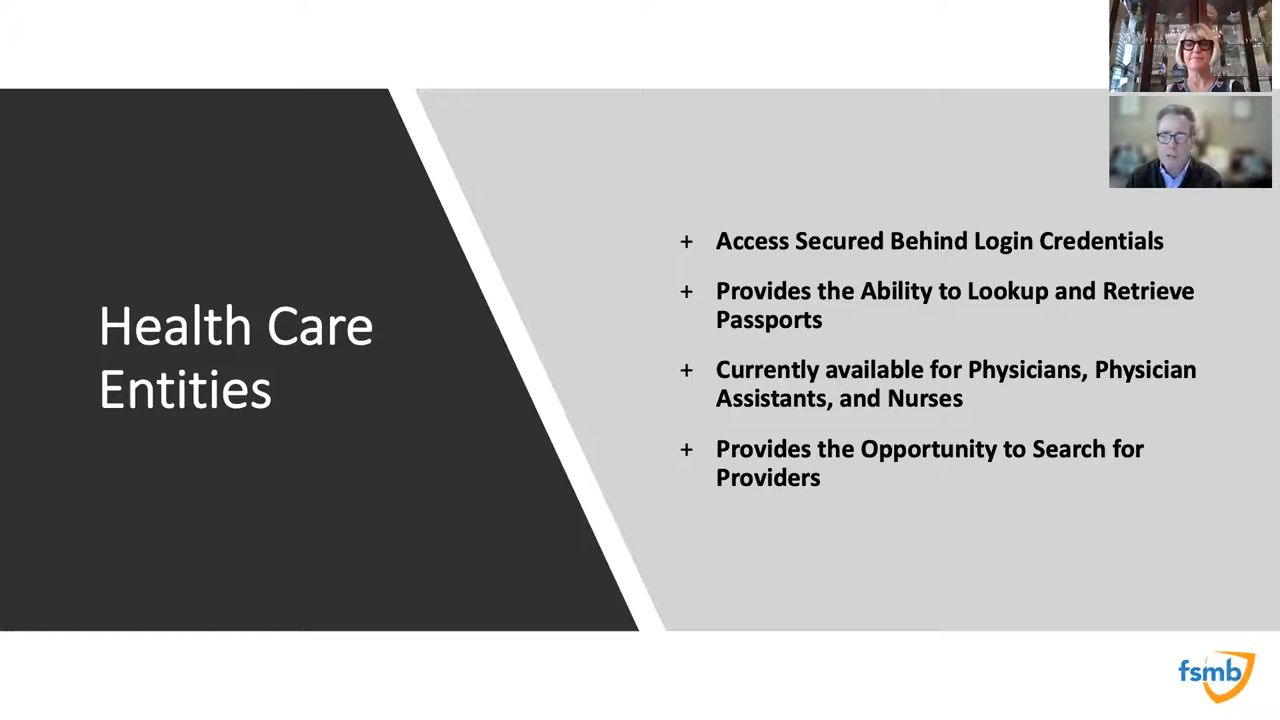 Health Care
Entities
+ Access Secured Behind Login Credentials
+ Provides the Ability to Lookup and Retrieve
Passports
+ Currently available for Physicians, Physician
Assistants, and Nurses
+ Provides the Opportunity to Search for
Providers
fsmb